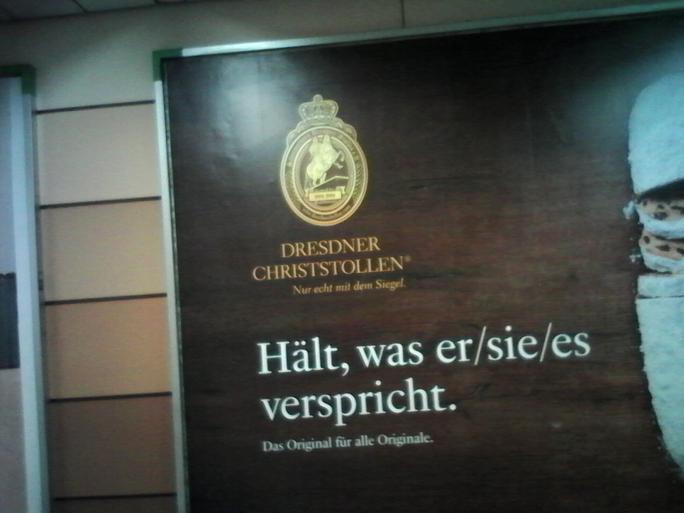 DRESDNER
CHRISTSTOLLEN®
Nur echt mit dem Siegel.
Hält, was er/sie/es
verspricht.
Das Original für alle Originale.